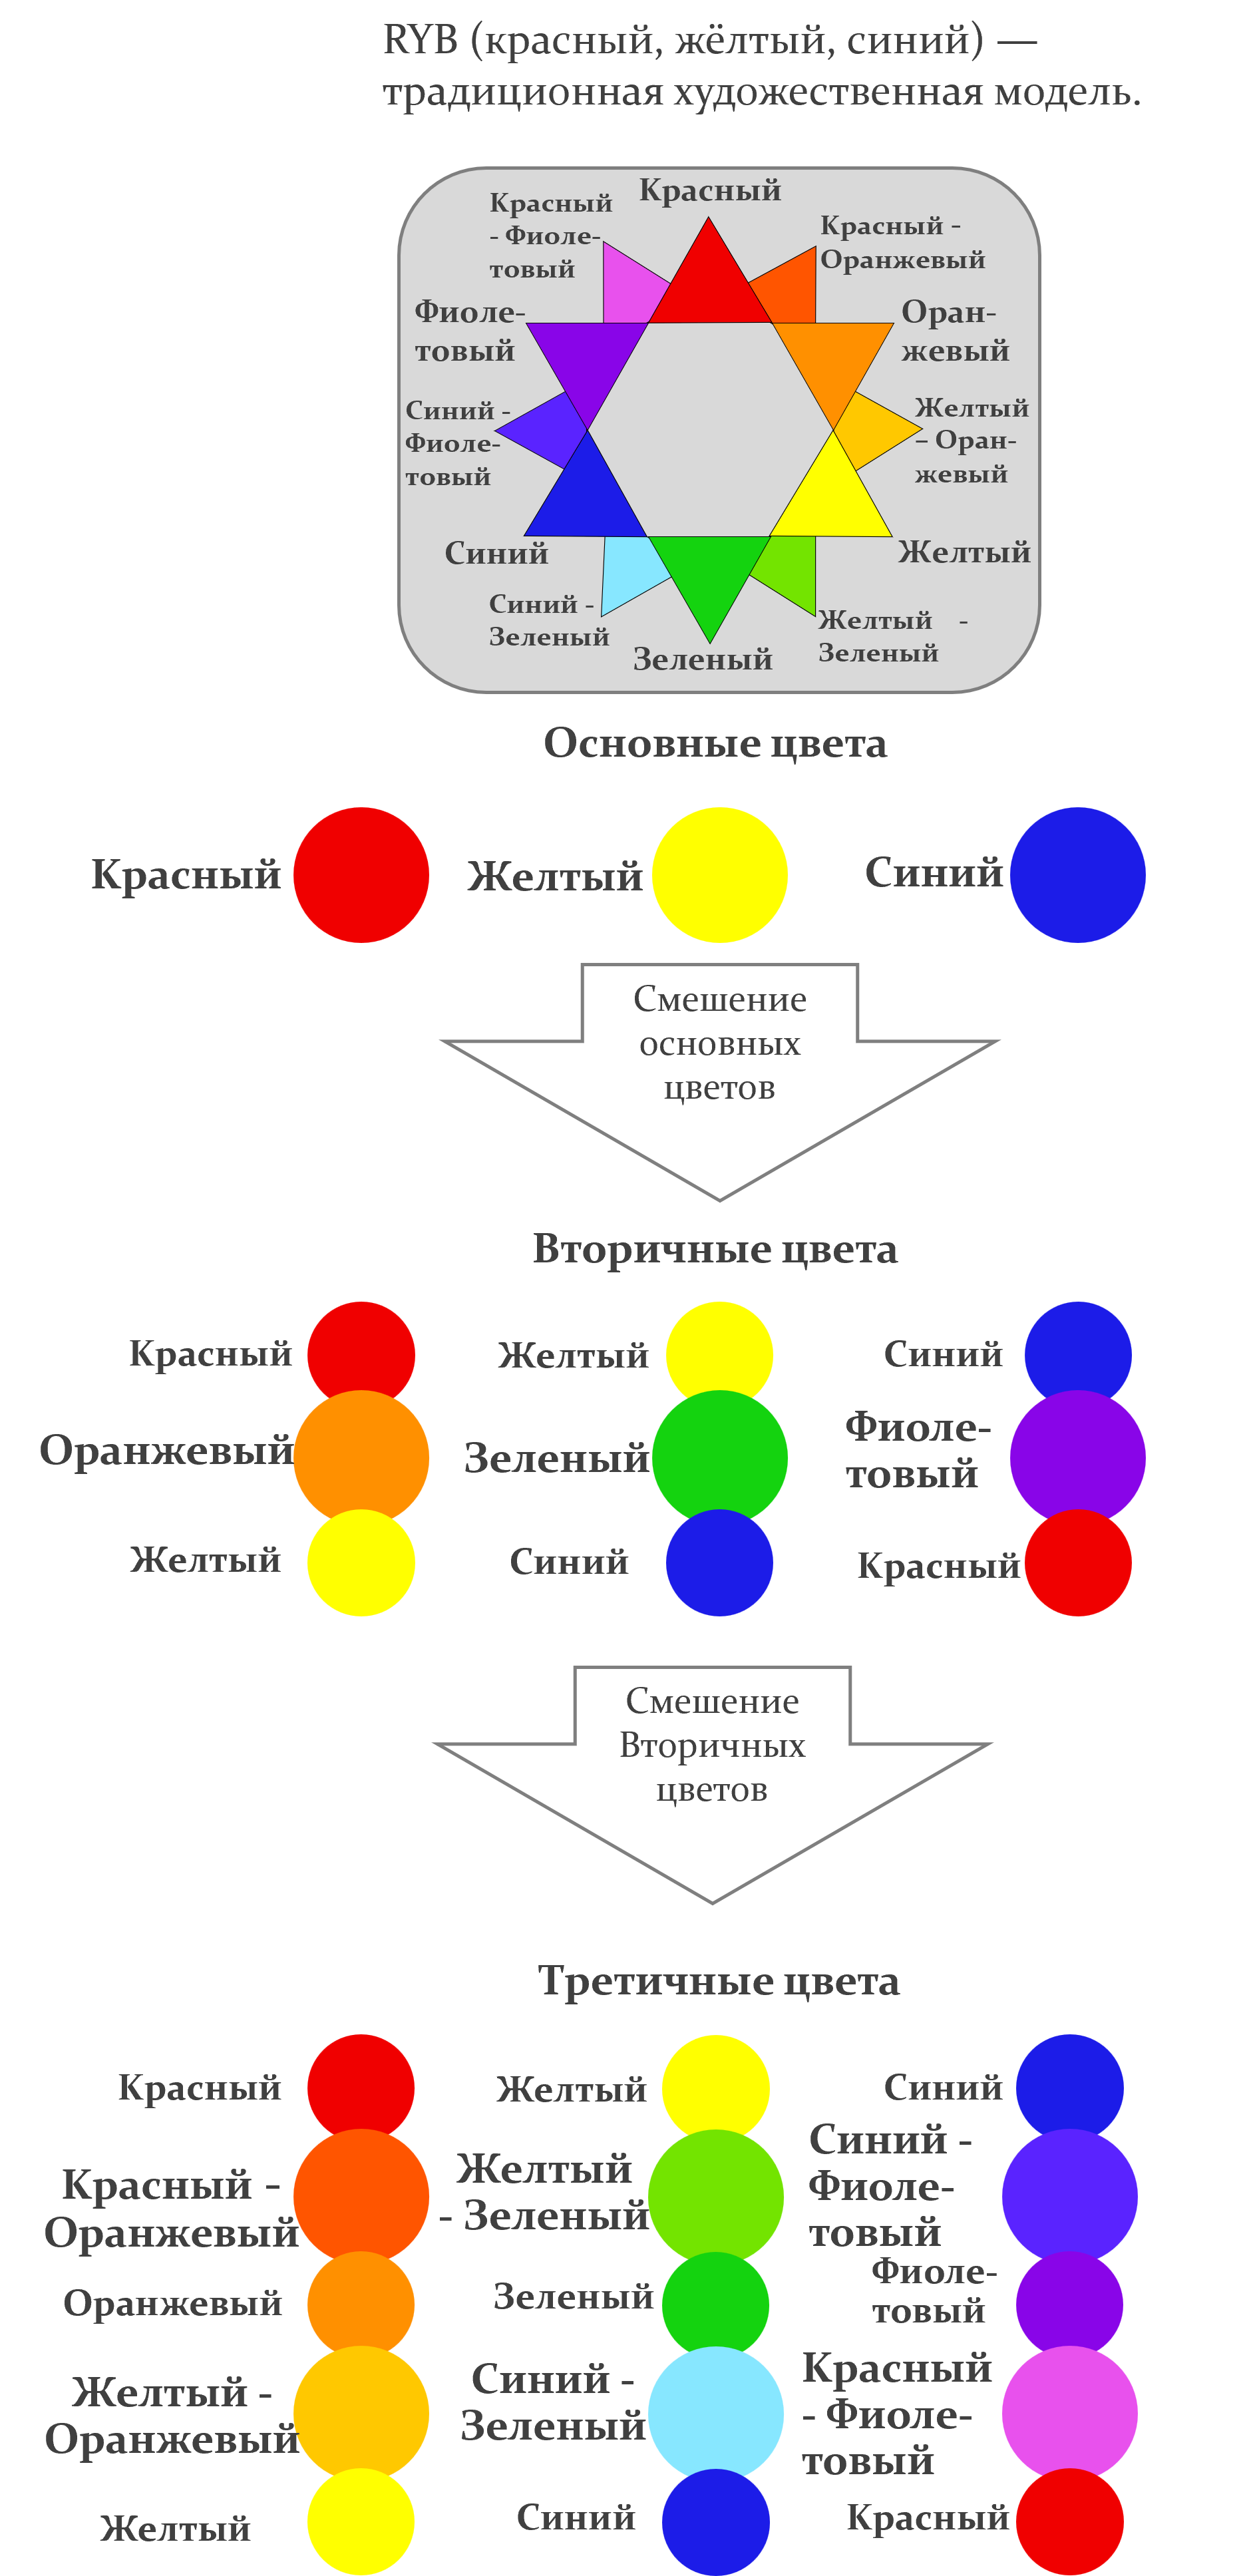 RYB (красный, жёлтый, синий) —
традиционная художественная модель.
Красный
Красный
- Фиоле-
товый
Красный -
Оранжевый
Фиоле-
товый
Оран-
жевый
Синий -
Фиоле-
товый
Желтый
– Оран-
жевый
Синий
Желтый
Синий -
Зеленый
Желтый -
Зеленый
Зеленый
Основные цвета
Красный
Желтый
Синий
Смешение
основных
цветов
Вторичные цвета
Красный
Желтый
Синий
Оранжевый
Зеленый
Фиоле-
товый
Желтый
Синий
Красный
Смешение
Вторичных
цветов
Третичные цвета
Красный
Желтый
Синий
Красный -
Оранжевый
Желтый
- Зеленый
Синий -
Фиоле-
товый
Оранжевый
Зеленый
Фиоле-
товый
Желтый -
Оранжевый
Синий -
Зеленый
Красный
- Фиоле-
товый
Желтый
Синий
Красный